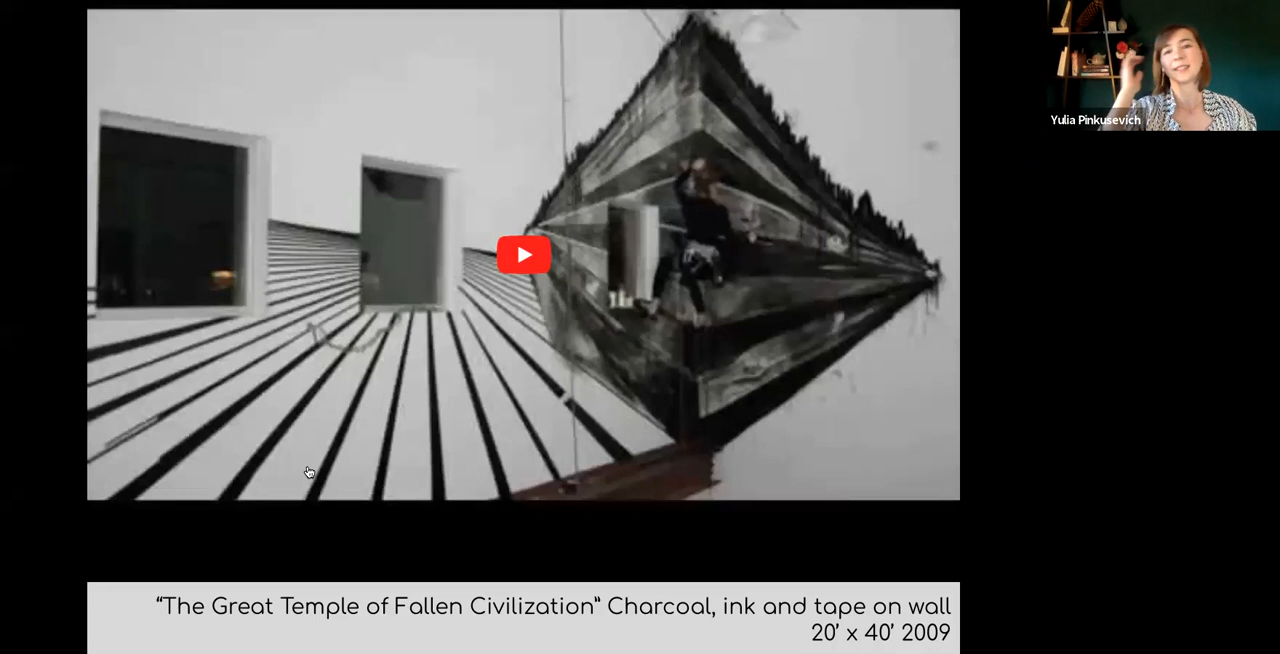 Yulia Pinkusevich
“The Great Temple of Fallen Civilization” Charcoal, ink and tape on wall
20’ x 40’ 2009